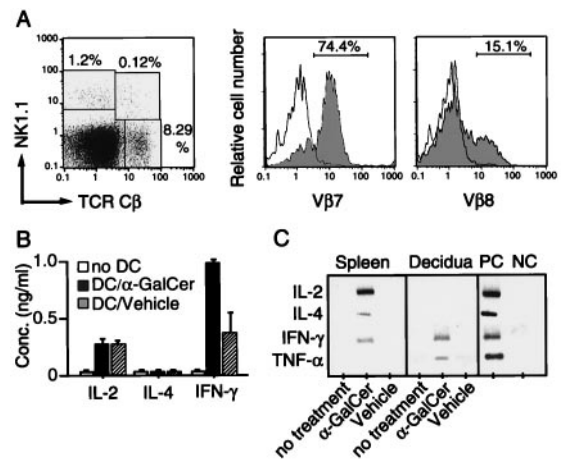 A
1000
100
10
1
0.1
NK1.1
1.2%
0.12%
8.29
%
0.1 1 10 100 1000
TCR Cβ
Relative cell number
74.4%
0.1 1 10 100 1000
Vβ7
15.1%
0.1 1 10 100 1000
Vβ8
B
no DC
DC/α-GalCer
DC/Vehicle
Conc. (ng/ml)
1.0
0.5
0
IL-2 IL-4 IFN-γ
C
Spleen Decidua PC NC
IL-2
IL-4
IFN-γ
TNF-α
no treatment
α-GalCer
Vehicle
no treatment
α-GalCer
Vehicle